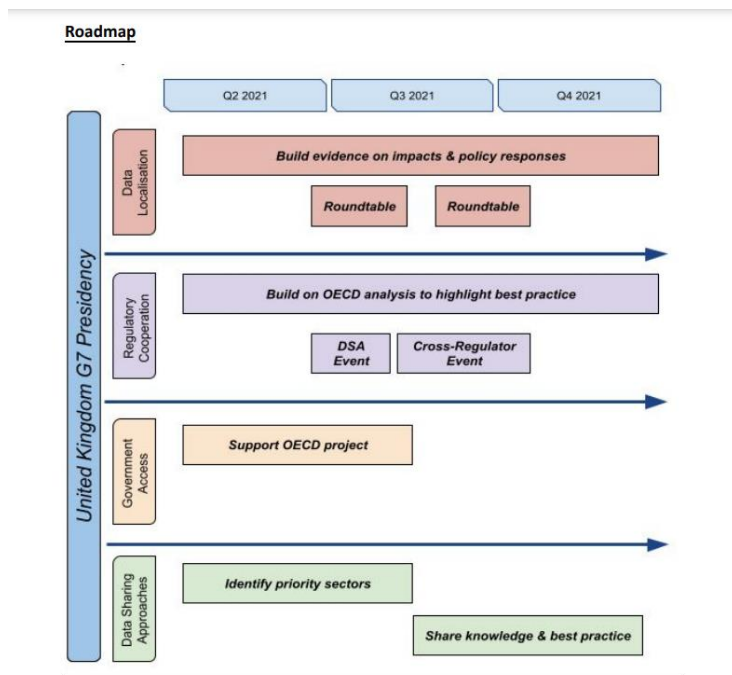 Roadmap
Q2 2021
Q3 2021
Q4 2021
United Kingdom G7 Presidency
Data
Localisation
Build evidence on impacts & policy responses
Roundtable
Roundtable
Regulatory
Cooperation
Build on OECD analysis to highlight best practice
DSA
Event
Cross-Regulator
Event
Government
Access
Support OECD project
Data Sharing
Approaches
Identify priority sectors
Share knowledge & best practice